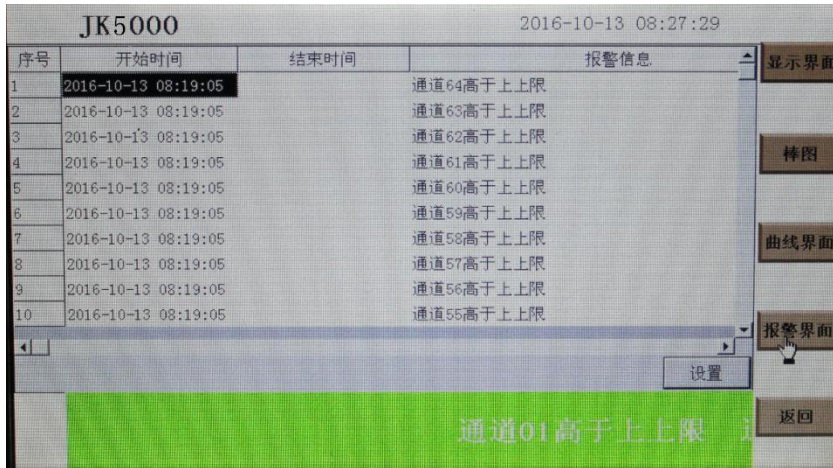 JK5000 2016-10-13 08:27:29
序号 开始时间 结束时间 报警信息 显示界面
1 2016-10-13 08:19:05 通道64高于上上限
2 2016-10-13 08:19:05 通道63高于上上限
3 2016-10-13 08:19:05 通道62高于上上限
4 2016-10-13 08:19:05 通道61高于上上限 棒图
5 2016-10-13 08:19:05 通道60高于上上限
6 2016-10-13 08:19:05 通道59高于上上限
7 2016-10-13 08:19:05 通道58高于上上限 曲线界面
8 2016-10-13 08:19:05 通道57高于上上限
9 2016-10-13 08:19:05 通道56高于上上限
10 2016-10-13 08:19:05 通道55高于上上限
报警界面
设置
返回
通道01高于上上限